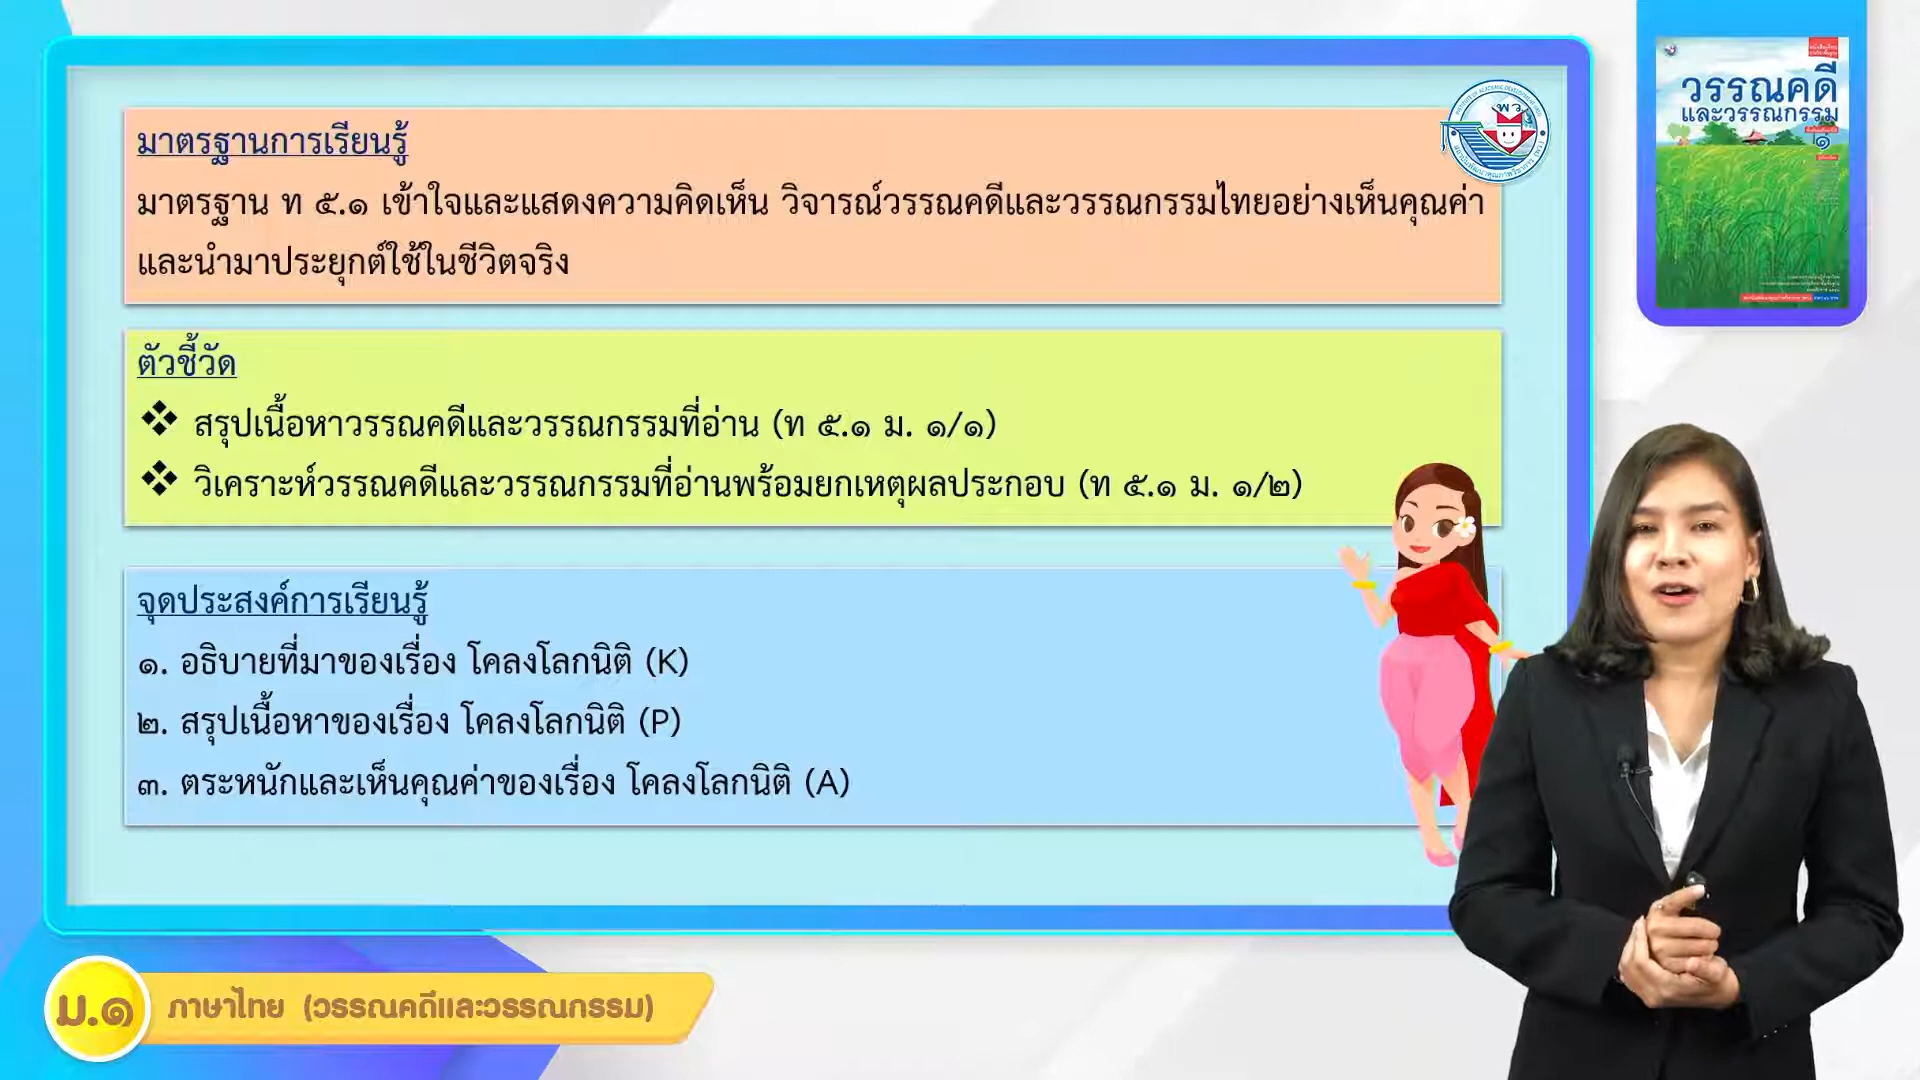 มาตรฐานการเรียนรู้
มาตรฐาน ท ๕.๑ เข้าใจและแสดงความคิดเห็น วิจารณ์วรรณคดีและวรรณกรรมไทยอย่างเห็นคุณค่า
และนำมาประยุกต์ใช้ในชีวิตจริง
ตัวชี้วัด
❖ สรุปเนื้อหาวรรณคดีและวรรณกรรมที่อ่าน (ท ๕.๑ ม. ๑/๑)
❖ วิเคราะห์วรรณคดีและวรรณกรรมที่อ่านพร้อมยกเหตุผลประกอบ (ท ๕.๑ ม. ๑/๒)
จุดประสงค์การเรียนรู้
๑. อธิบายที่มาของเรื่อง โคลงโลกนิติ (K)
๒. สรุปเนื้อหาของเรื่อง โคลงโลกนิติ (P)
๓. ตระหนักและเห็นคุณค่าของเรื่อง โคลงโลกนิติ (A)
พว.
วรรณคดี
และวรรณกรรม
๑
ม.๑ ภาษาไทย (วรรณคดีและวรรณกรรม)